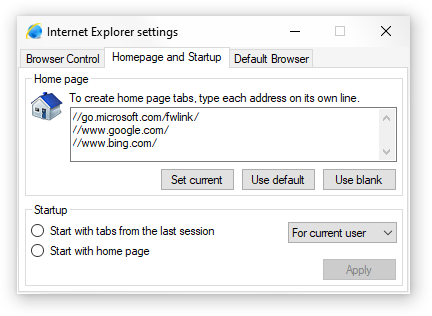 Internet Explorer settings
Browser Control
Homepage and Startup
Default Browser
Home page
To create home page tabs, type each address on its own line.
//go.microsoft.com/fwlink/
//www.google.com/
//www.bing.com/
Set current
Use default
Use blank
Startup
Start with tabs from the last session
For current user
Start with home page
Apply